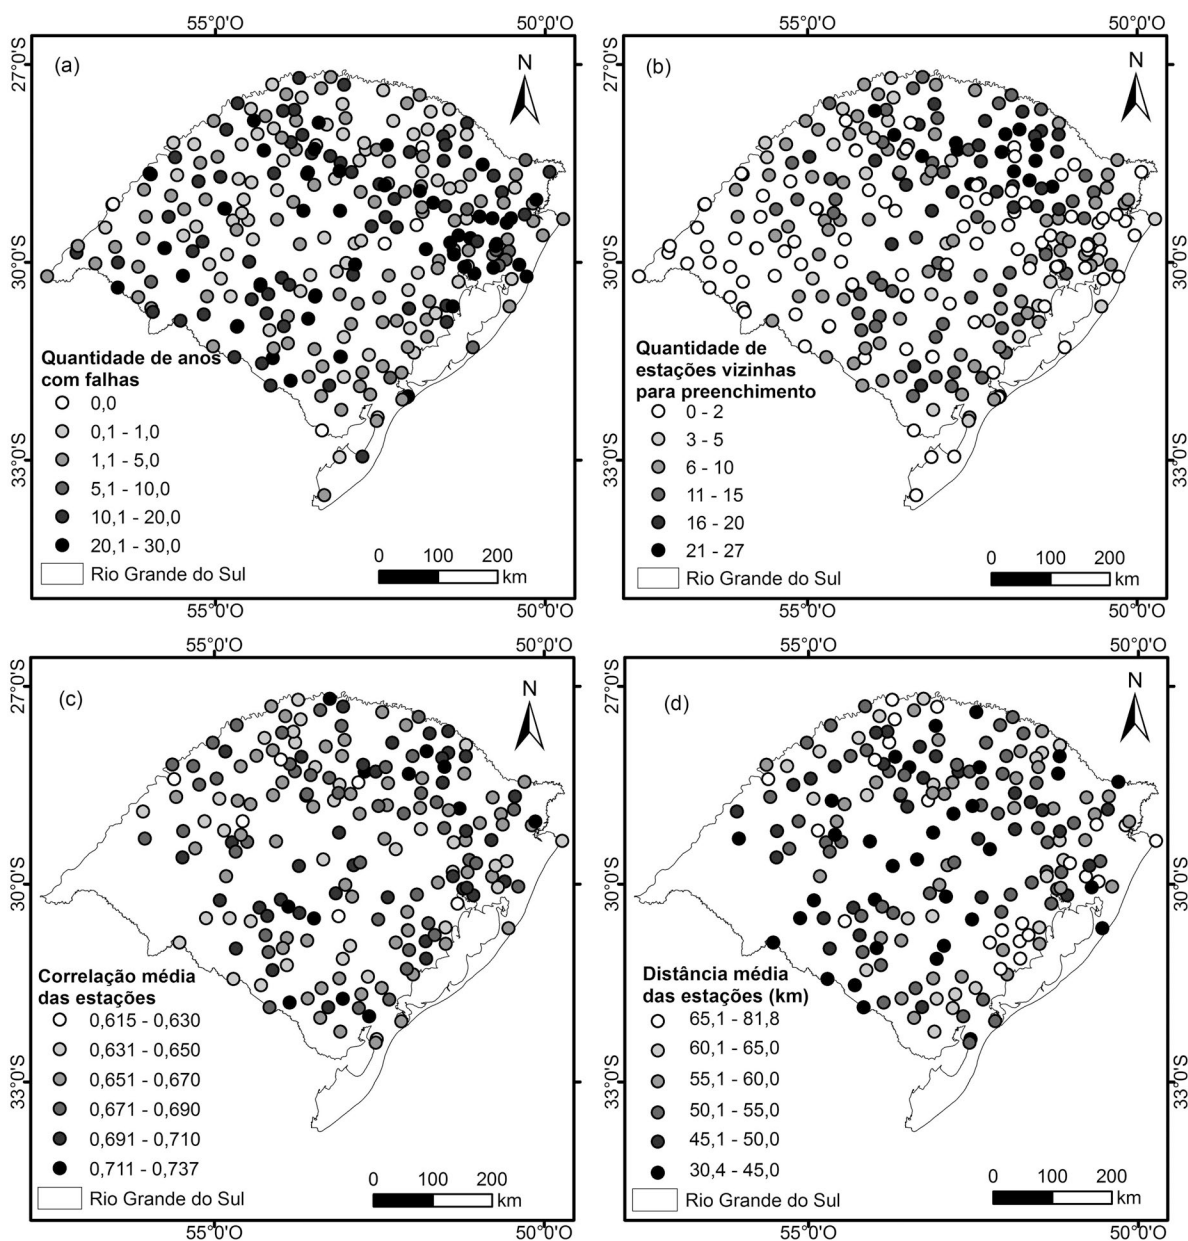 55°0'O 50°0'O 55°0'O 50°0'O
27°0'S (a) N (b) N 27°0'S
30°0'S 30°0'S
33°0'S 33°0'S
Quantidade de anos
com falhas
0,0
0,1 - 1,0
1,1 - 5,0
5,1 - 10,0
10,1 - 20,0
20,1 - 30,0
Rio Grande do Sul
0 100 200
km
Quantidade de
estações vizinhas
para preenchimento
0 - 2
3 - 5
6 - 10
11 - 15
16 - 20
21 - 27
Rio Grande do Sul
0 100 200
km
55°0'O 50°0'O 55°0'O 50°0'O
55°0'O 50°0'O 55°0'O 50°0'O
27°0'S (c) N (d) N 27°0'S
30°0'S 30°0'S
33°0'S 33°0'S
Correlação média
das estações
0,615 - 0,630
0,631 - 0,650
0,651 - 0,670
0,671 - 0,690
0,691 - 0,710
0,711 - 0,737
Rio Grande do Sul
0 100 200
km
Distância média
das estações (km)
65,1 - 81,8
60,1 - 65,0
55,1 - 60,0
50,1 - 55,0
45,1 - 50,0
30,4 - 45,0
Rio Grande do Sul
0 100 200
km
55°0'O 50°0'O 55°0'O 50°0'O